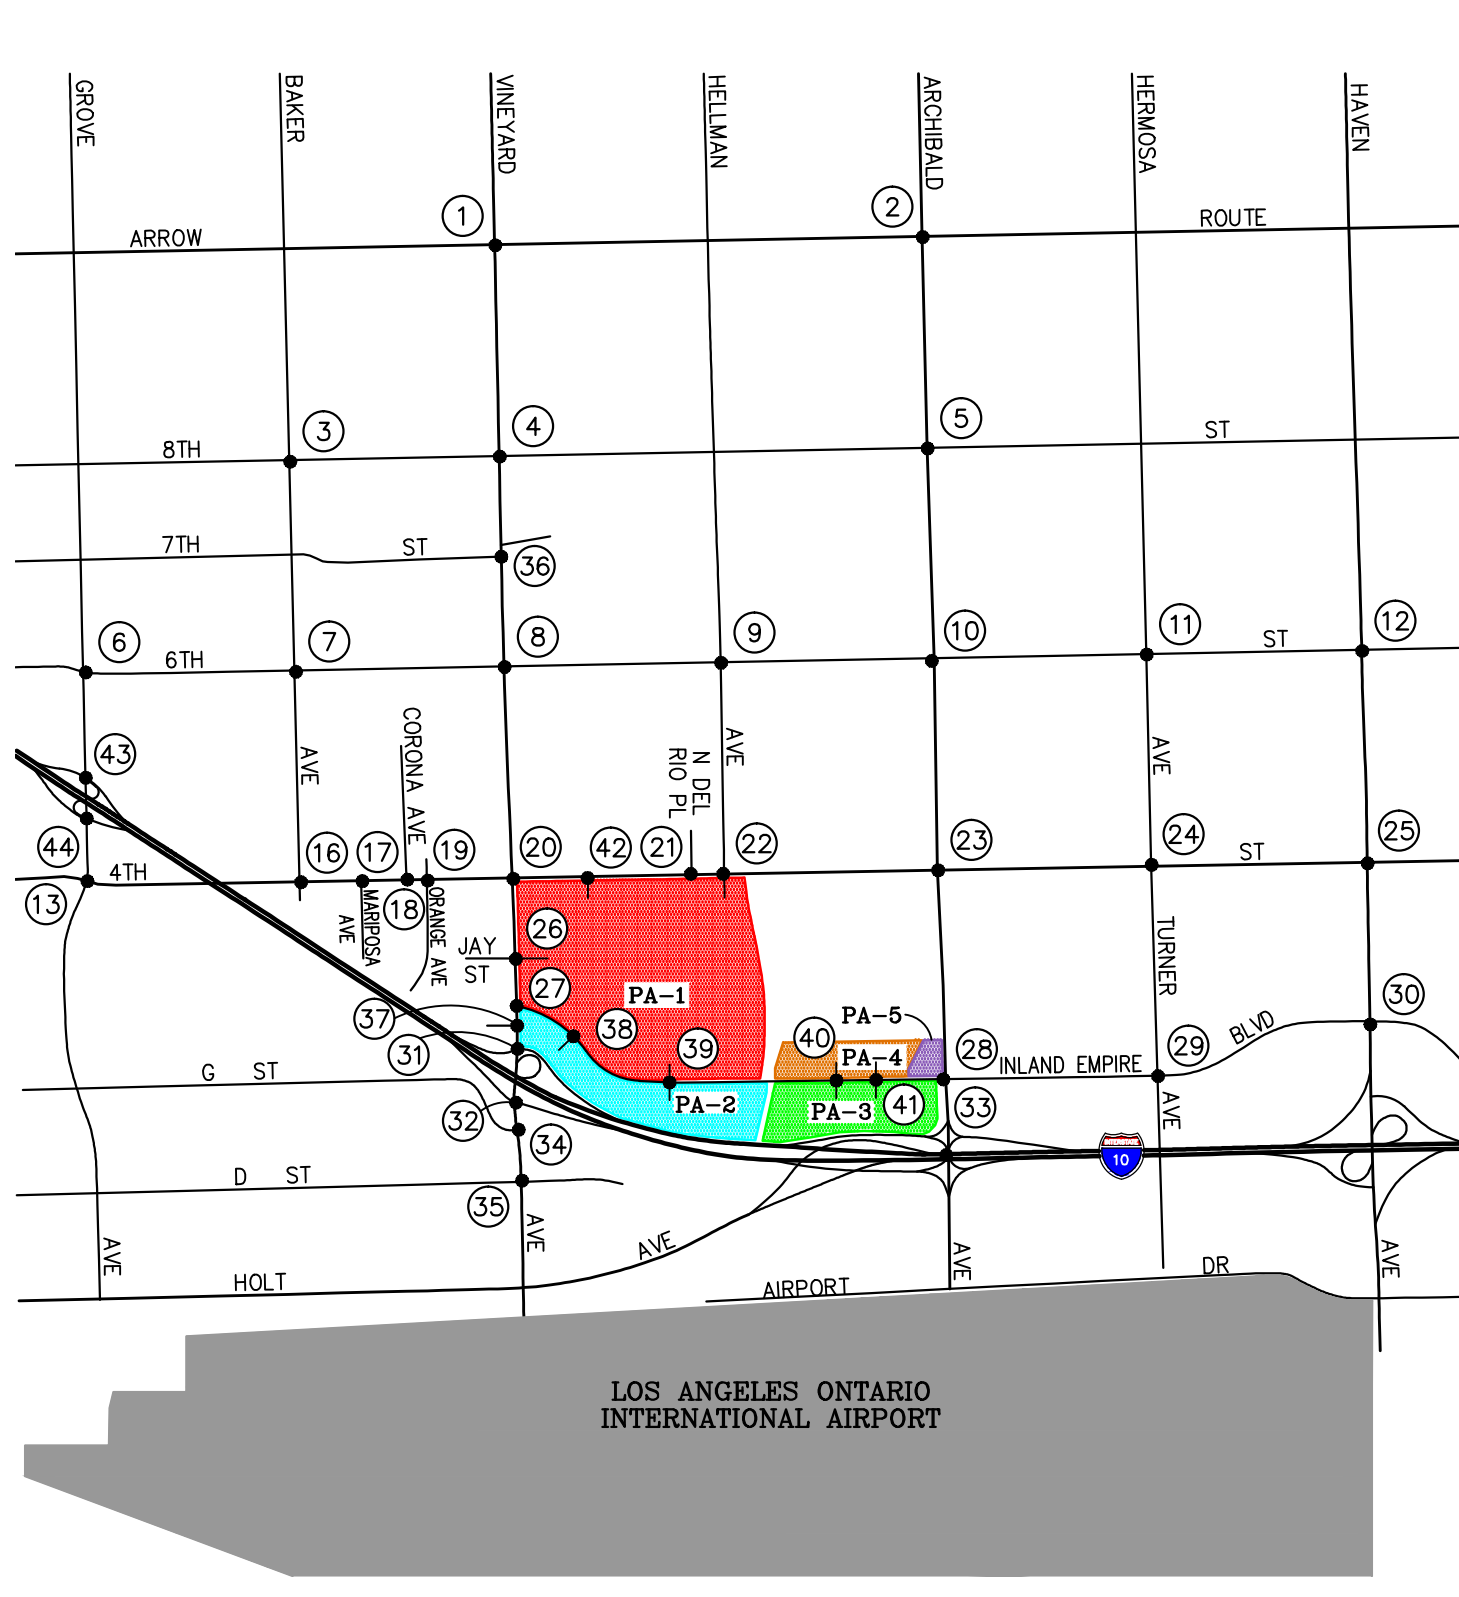 GROVE
BAKER
VINEYARD
HELLMAN
ARCHIBALD
HERMOSA
HAVEN
1
2
ARROW
ROUTE
3
4
5
8TH
ST
7TH
ST
36
6
7
8
9
10
11
12
6TH
ST
43
AVE
CORONA AVE
N DEL
RIO PL
AVE
AVE
44
16
17
19
20
42
21
22
23
24
25
4TH
ST
13
MARIPOSA
AVE
18
ORANGE AVE
26
JAY
ST
TURNER
27
PA-1
30
37
38
PA-5
40
31
39
PA-4
28
29
BLVD
INLAND EMPIRE
G ST
32
PA-2
PA-3
41
33
AVE
34
INTERSTATE
10
D ST
35
AVE
AVE
AVE
AVE
AVE
HOLT
AIRPORT
DR
LOS ANGELES ONTARIO
INTERNATIONAL AIRPORT